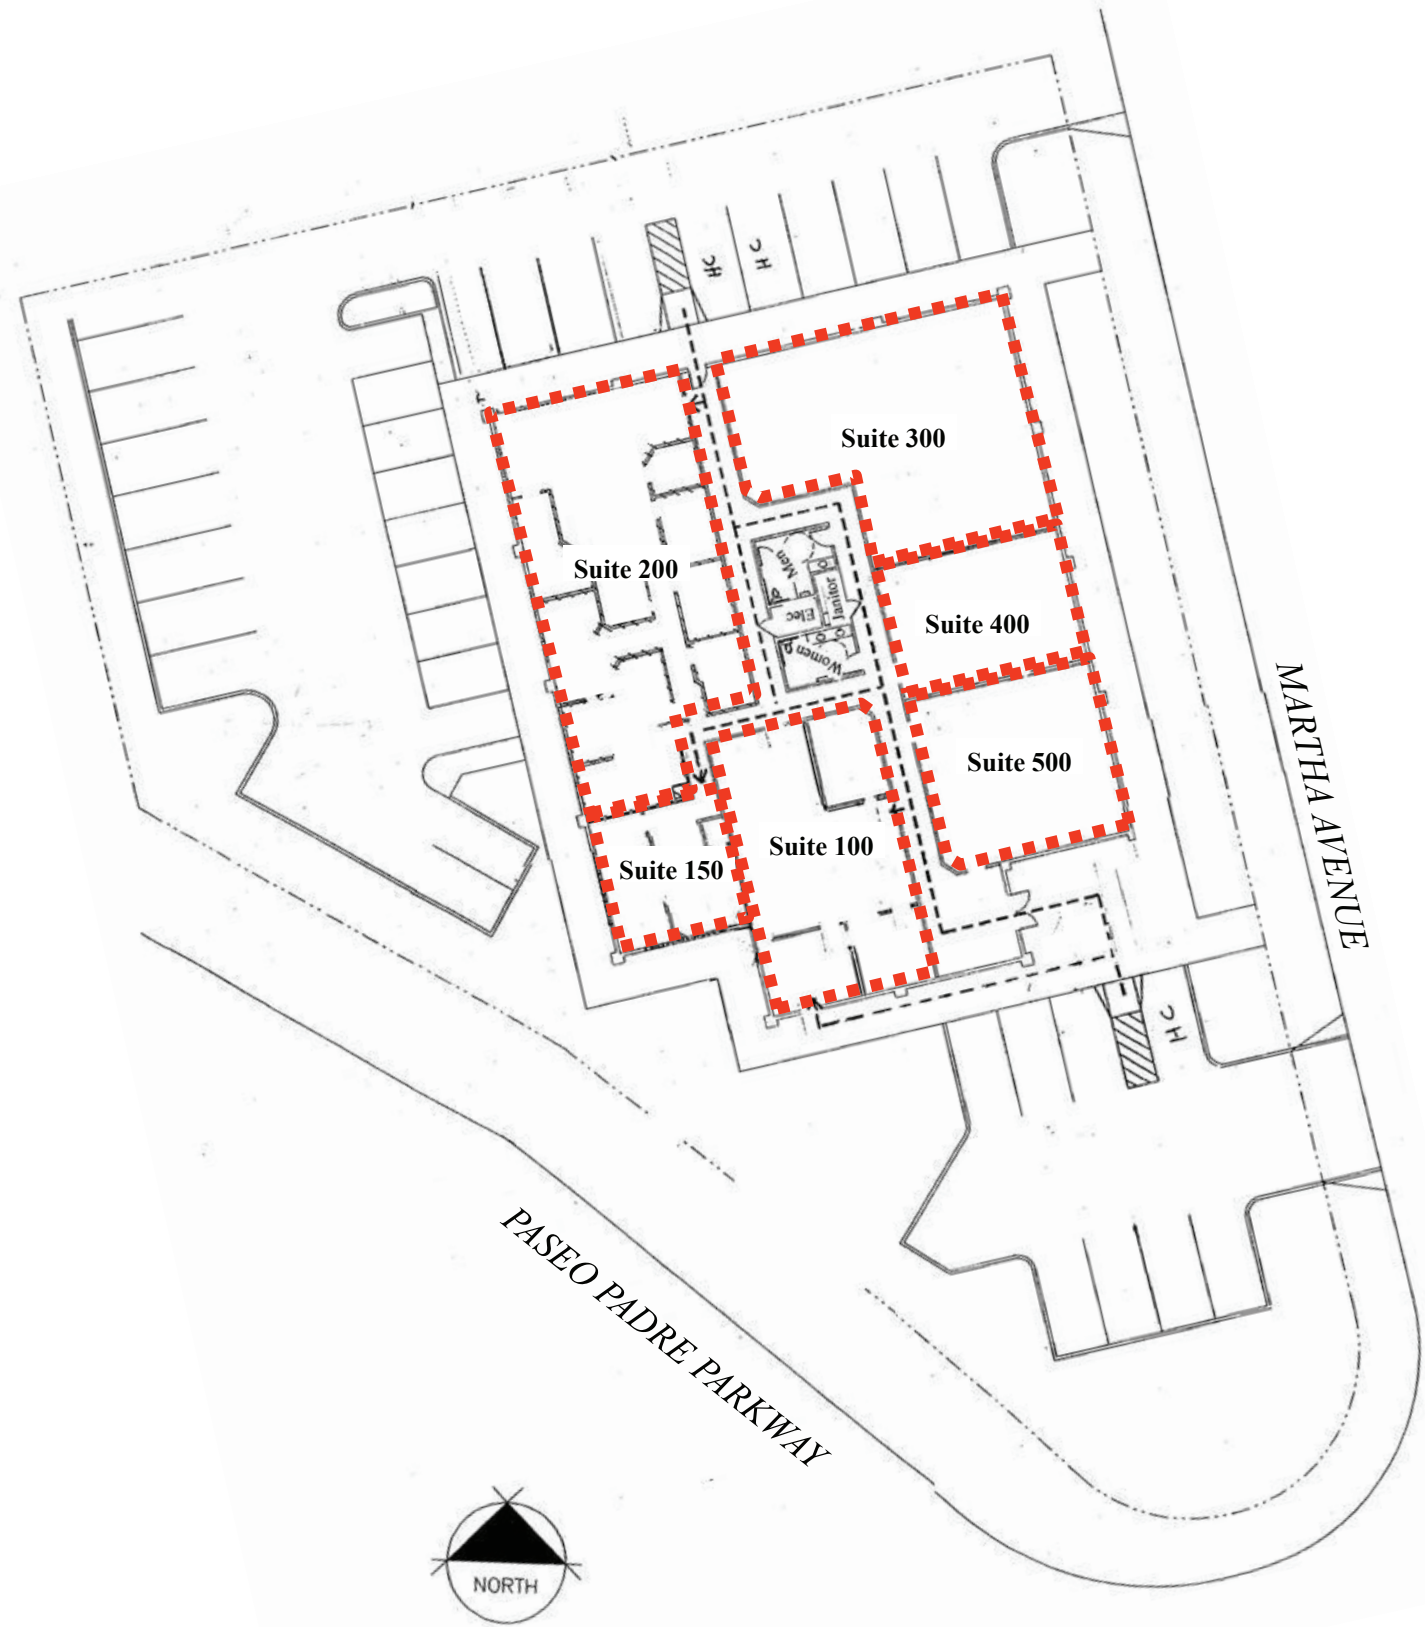 HC
HC
Suite 300
Suite 200
Men
Janitor
Elec
Women
Suite 400
Suite 500
Suite 100
Suite 150
MARTHA AVENUE
HC
PASEO PADRE PARKWAY
NORTH